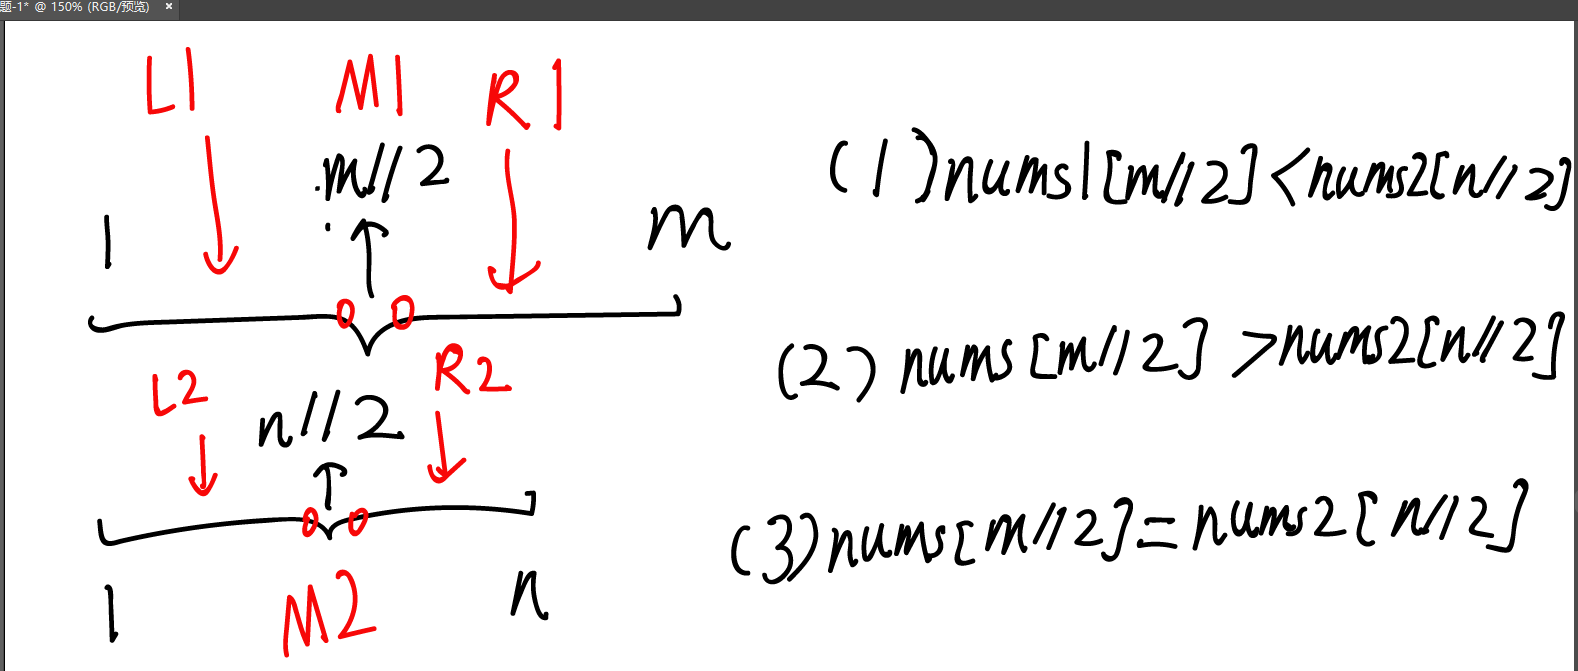 题-1* @ 150% (RGB/预览) ×
L1 M1 R1
m//2
1 m
L2 R2
n//2
1 M2 n
(1)nums1[m//2]<nums2[n//2]
(2) nums[m//2] >nums2[n//2]
(3)nums[m//2]=nums2[n//2]